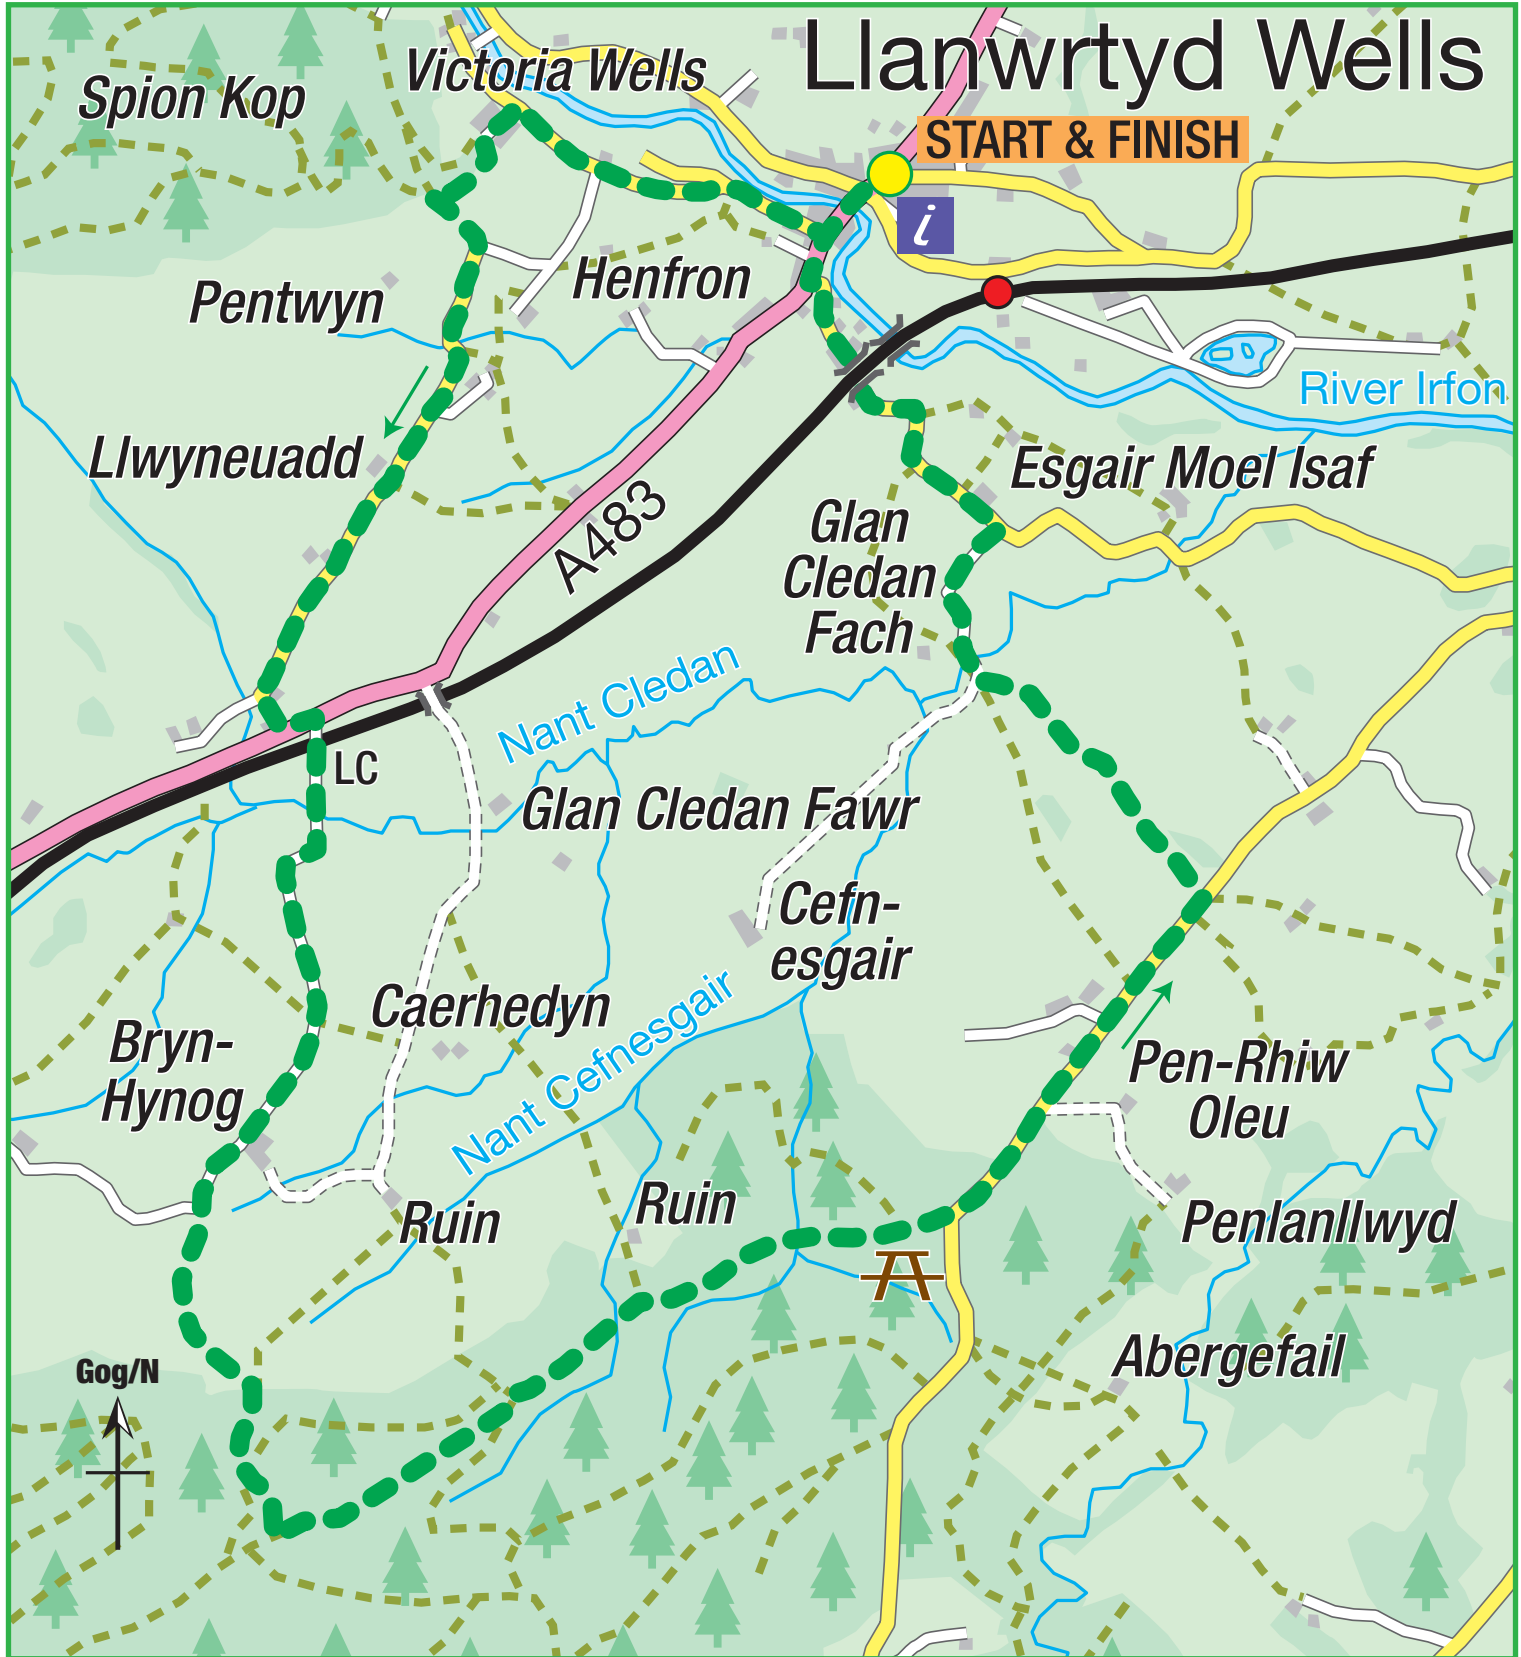 Llanwrtyd Wells
Victoria Wells
Spion Kop
START & FINISH
i
Henfron
Pentwyn
River Irfon
Llwyneuadd
Esgair Moel Isaf
A483
Glan
Cledan
Fach
Nant Cledan
LC
Glan Cledan Fawr
Cefn-
esgair
Caerhedyn
Bryn-
Hynog
Nant Cefnesgair
Pen-Rhiw
Oleu
Ruin
Ruin
Penlanllwyd
Abergefail
Gog/N